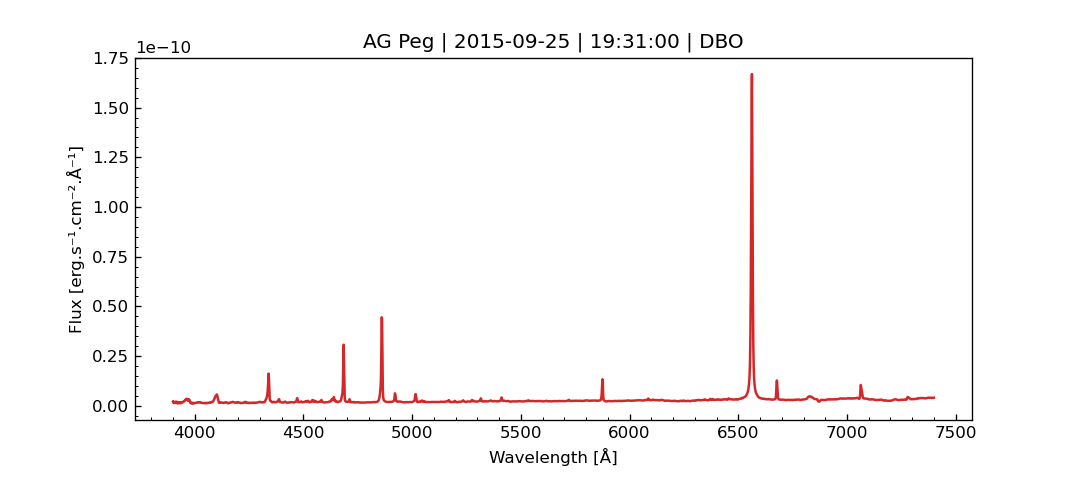 AG Peg | 2015-09-25 | 19:31:00 | DBO
1e−10
1.75
1.50
1.25
1.00
0.75
0.50
0.25
0.00
Flux [erg.s⁻¹.cm⁻².Å⁻¹]
4000 4500 5000 5500 6000 6500 7000 7500
Wavelength [Å]